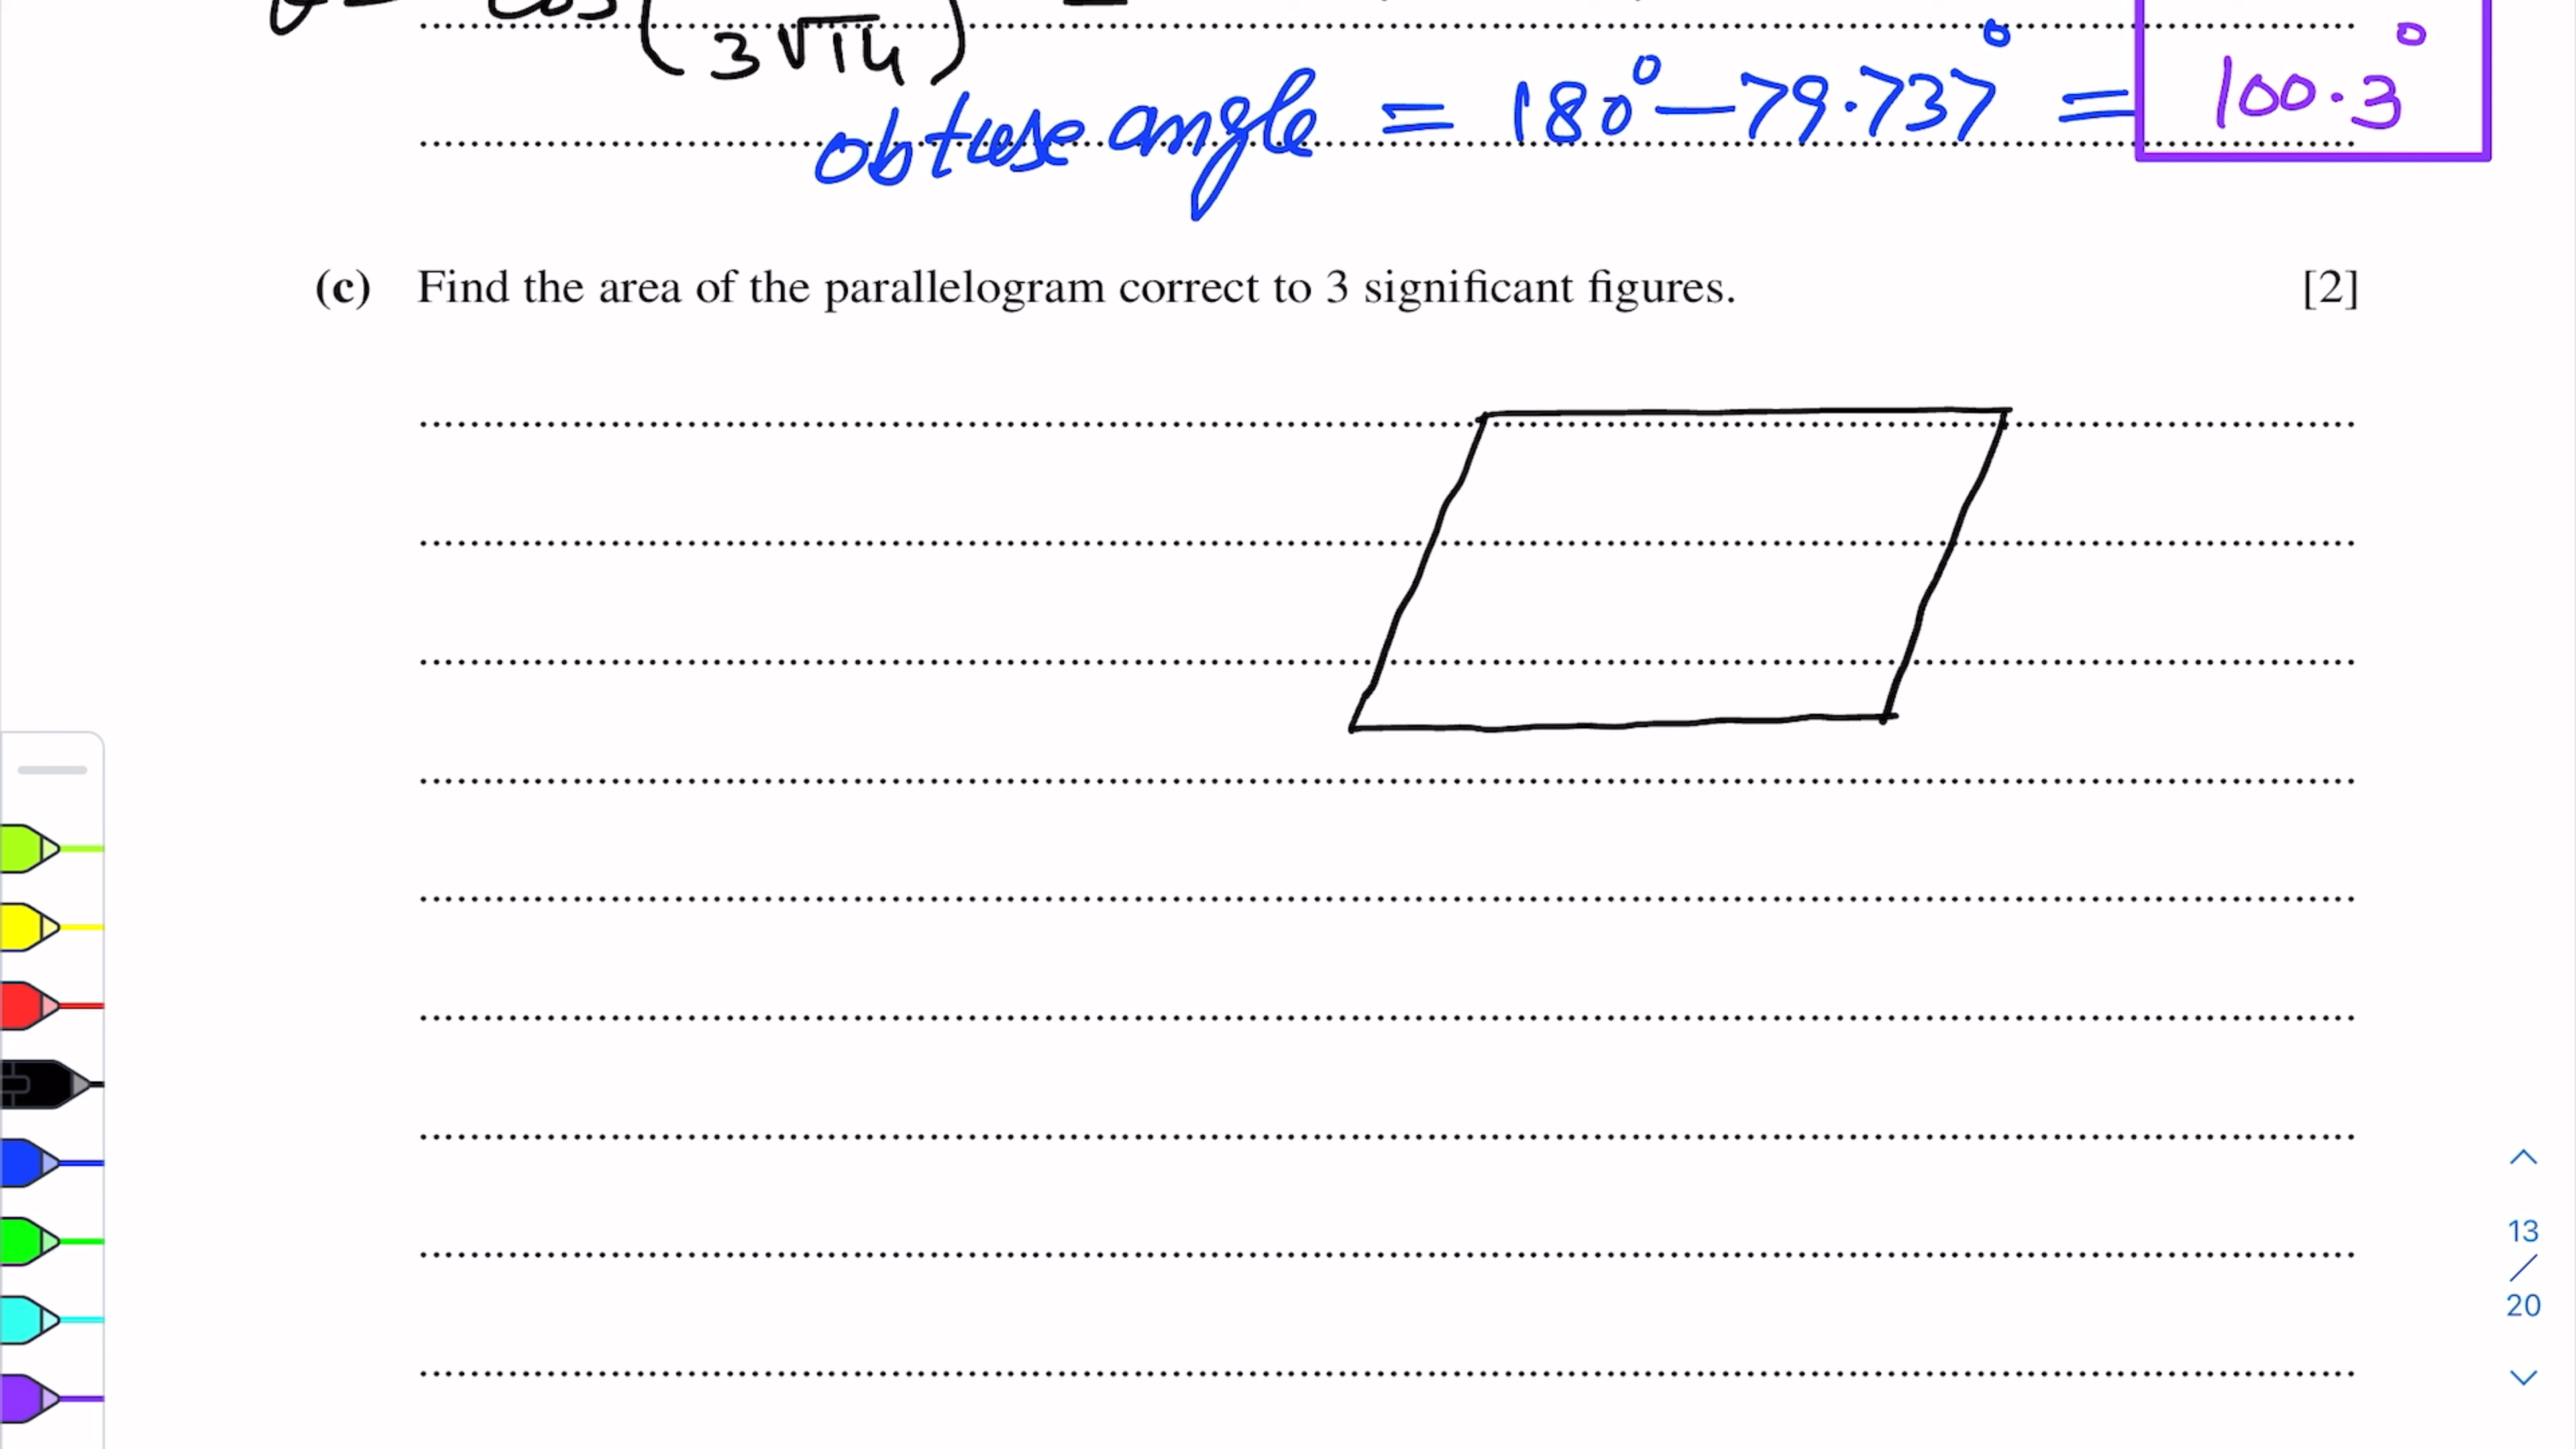 θ = cos ( 3√14 ) =
obtuse angle = 180° – 79.737° = 100.3°
(c) Find the area of the parallelogram correct to 3 significant figures. [2]
13
/
20